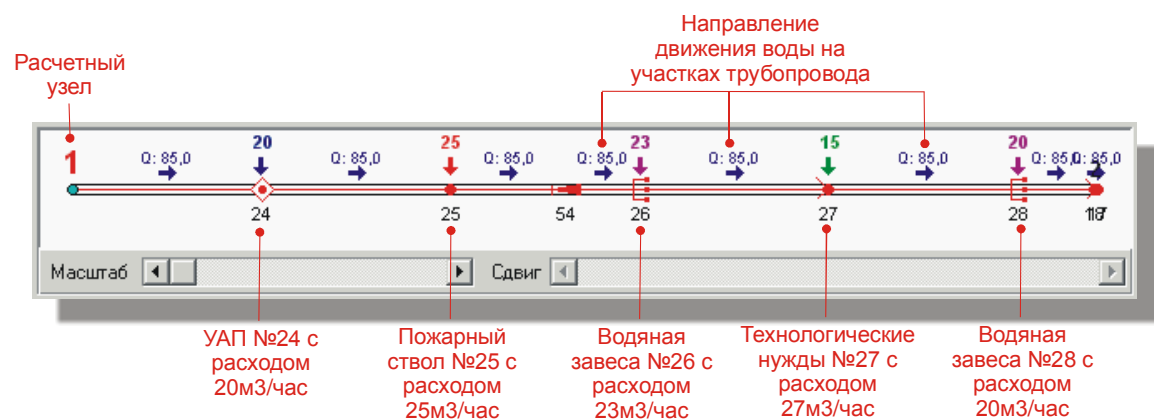 Направление
движения воды на
участках трубопровода
Расчетный
узел
1
20
25
23
15
20
Q: 85,0
Q: 85,0
Q: 85,0
Q: 85,0
Q: 85,0
Q: 85,0
Q: 85,0
Q: 85,0
24
25
54
26
27
28
Масштаб
Сдвиг
УАП №24 с
расходом
20м3/час
Пожарный
ствол №25 с
расходом
25м3/час
Водяная
завеса №26 с
расходом
23м3/час
Технологические
нужды №27 с
расходом
27м3/час
Водяная
завеса №28 с
расходом
20м3/час